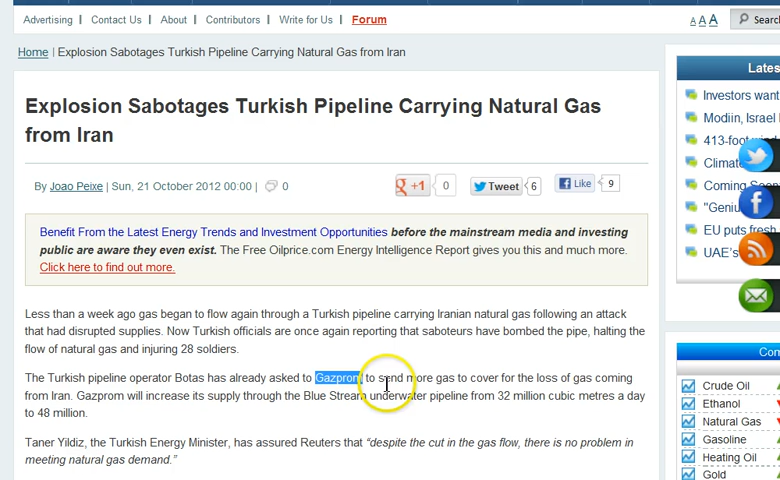 Advertising | Contact Us | About | Contributors | Write for Us | Forum
A A A
Search
Home | Explosion Sabotages Turkish Pipeline Carrying Natural Gas from Iran
Explosion Sabotages Turkish Pipeline Carrying Natural Gas
from Iran
By Joao Peixe | Sun, 21 October 2012 00:00 | 0
g +1 0
Tweet 6
Like 9
Benefit From the Latest Energy Trends and Investment Opportunities before the mainstream media and investing
public are aware they even exist. The Free Oilprice.com Energy Intelligence Report gives you this and much more.
Click here to find out more.
Less than a week ago gas began to flow again through a Turkish pipeline carrying Iranian natural gas following an attack
that had disrupted supplies. Now Turkish officials are once again reporting that saboteurs have bombed the pipe, halting the
flow of natural gas and injuring 28 soldiers.
The Turkish pipeline operator Botas has already asked to Gazprom to send more gas to cover for the loss of gas coming
from Iran. Gazprom will increase its supply through the Blue Stream underwater pipeline from 32 million cubic metres a day
to 48 million.
Taner Yildiz, the Turkish Energy Minister, has assured Reuters that “despite the cut in the gas flow, there is no problem in
meeting natural gas demand.”
Lates
Investors want
Modiin, Israel
413-foot wind
Climate
Coming
"Geniu
EU puts fresh
UAE's
Com
Crude Oil
Ethanol
Natural Gas
Gasoline
Heating Oil
Gold